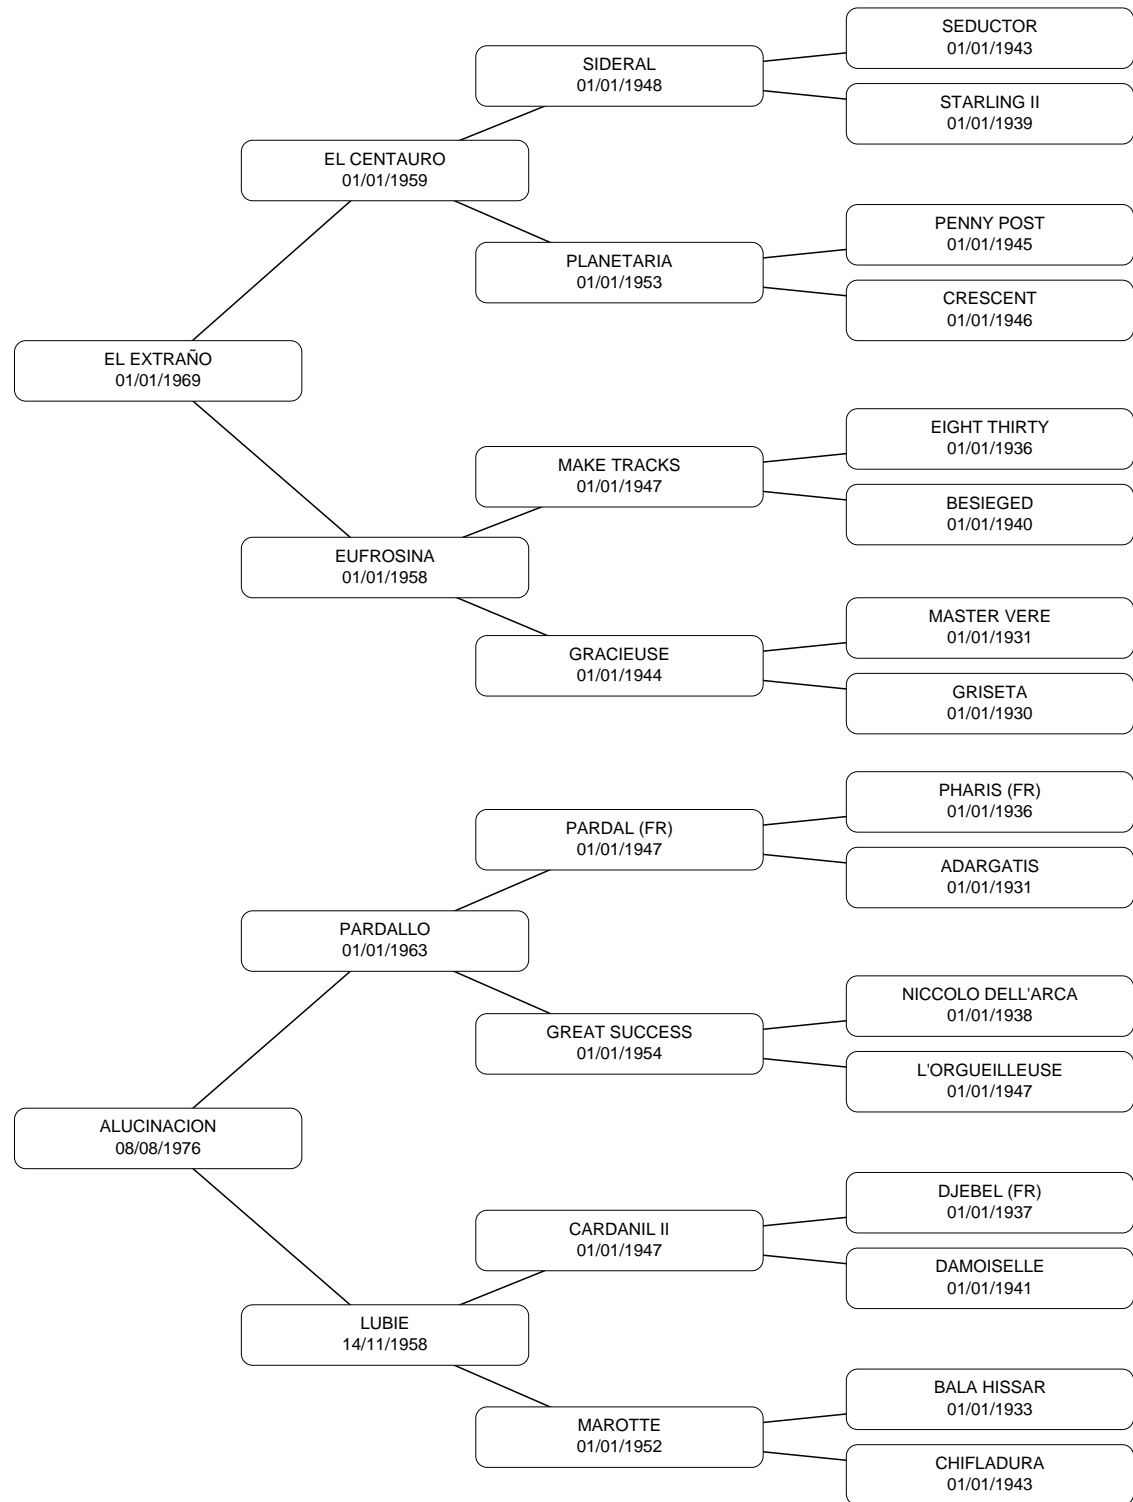 SEDUCTOR
01/01/1943
SIDERAL
01/01/1948
STARLING II
01/01/1939
EL CENTAURO
01/01/1959
PENNY POST
01/01/1945
PLANETARIA
01/01/1953
CRESCENT
01/01/1946
EL EXTRAÑO
01/01/1969
EIGHT THIRTY
01/01/1936
MAKE TRACKS
01/01/1947
BESIEGED
01/01/1940
EUFROSINA
01/01/1958
MASTER VERE
01/01/1931
GRACIEUSE
01/01/1944
GRISETA
01/01/1930
PHARIS (FR)
01/01/1936
PARDAL (FR)
01/01/1947
ADARGATIS
01/01/1931
PARDALLO
01/01/1963
NICCOLO DELL'ARCA
01/01/1938
GREAT SUCCESS
01/01/1954
L'ORGUEILLEUSE
01/01/1947
ALUCINACION
08/08/1976
DJEBEL (FR)
01/01/1937
CARDANIL II
01/01/1947
DAMOISELLE
01/01/1941
LUBIE
14/11/1958
BALA HISSAR
01/01/1933
MAROTTE
01/01/1952
CHIFLADURA
01/01/1943